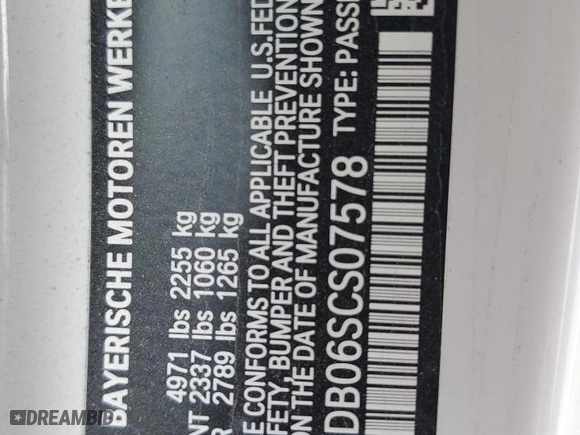 BAYERISCHE MOTOREN WERKE
4971 lbs 2255 kg
NT 2337 lbs 1060 kg
R 2789 lbs 1265 kg
E CONFORMS TO ALL APPLICABLE U.S.FED
FETY, BUMPER AND THEFT PREVENTION
ON THE DATE OF MANUFACTURE SHOWN
DB06SCS07578 TYPE: PASSE
DREAMBID